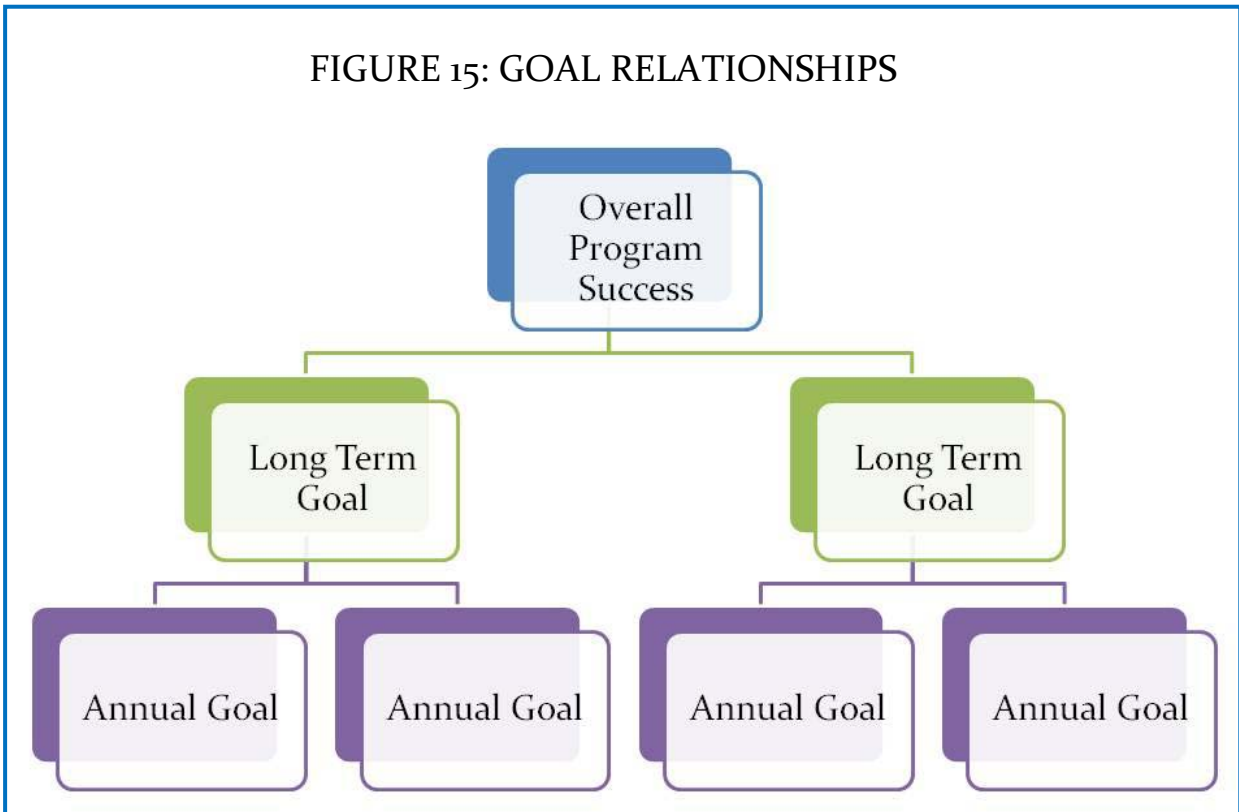 FIGURE 15: GOAL RELATIONSHIPS
Overall
Program
Success
Long Term
Goal
Long Term
Goal
Annual Goal
Annual Goal
Annual Goal
Annual Goal